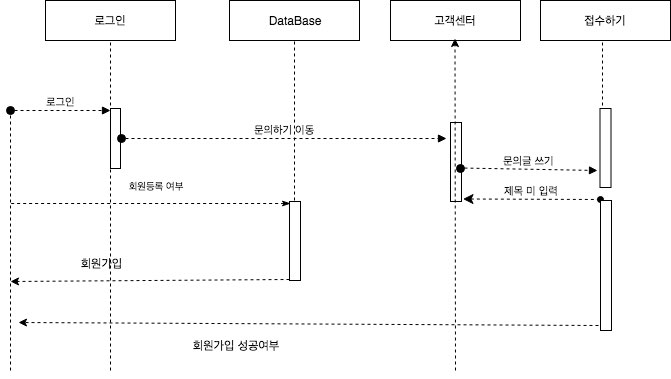 로그인
DataBase
고객센터
접수하기
로그인
문의하기 이동
문의글 쓰기
회원등록 여부
제목 미 입력
회원가입
회원가입 성공여부